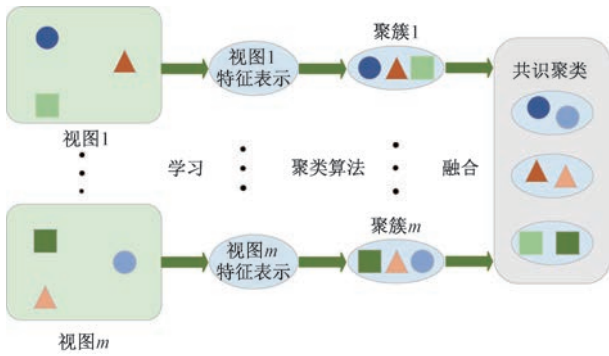 聚簇1
视图1
特征表示
共识聚类
视图1
学习
聚类算法
融合
聚簇m
视图m
特征表示
视图m